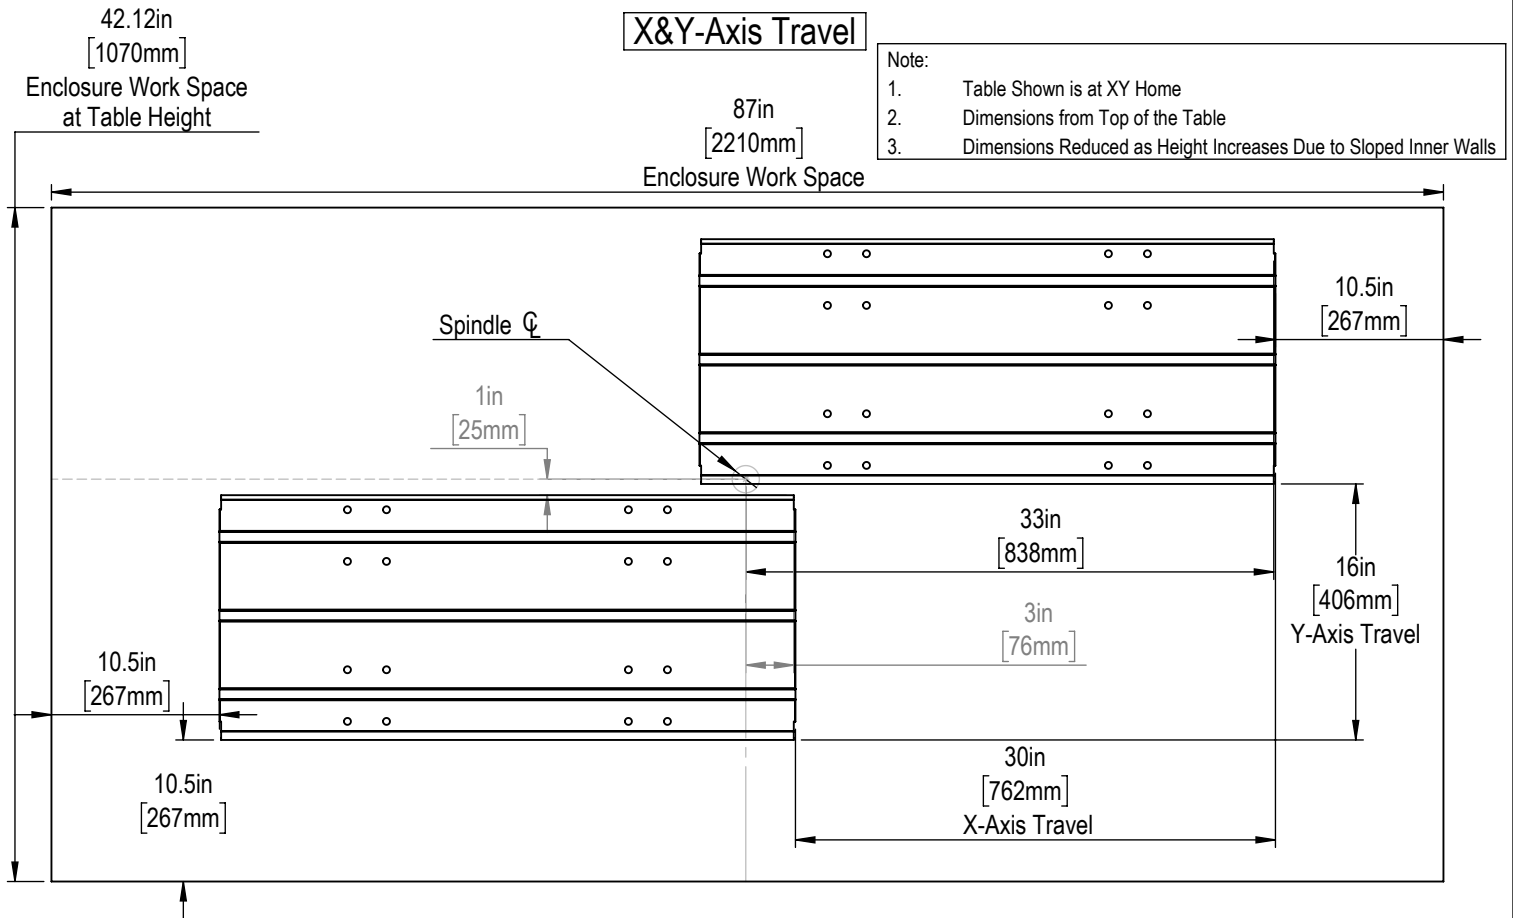 42.12in
[1070mm]
Enclosure Work Space
at Table Height
X&Y-Axis Travel
Note:
1. Table Shown is at XY Home
2. Dimensions from Top of the Table
3. Dimensions Reduced as Height Increases Due to Sloped Inner Walls
87in
[2210mm]
Enclosure Work Space
10.5in
[267mm]
Spindle ℄
1in
[25mm]
33in
[838mm]
16in
[406mm]
Y-Axis Travel
3in
[76mm]
10.5in
[267mm]
30in
[762mm]
X-Axis Travel
10.5in
[267mm]